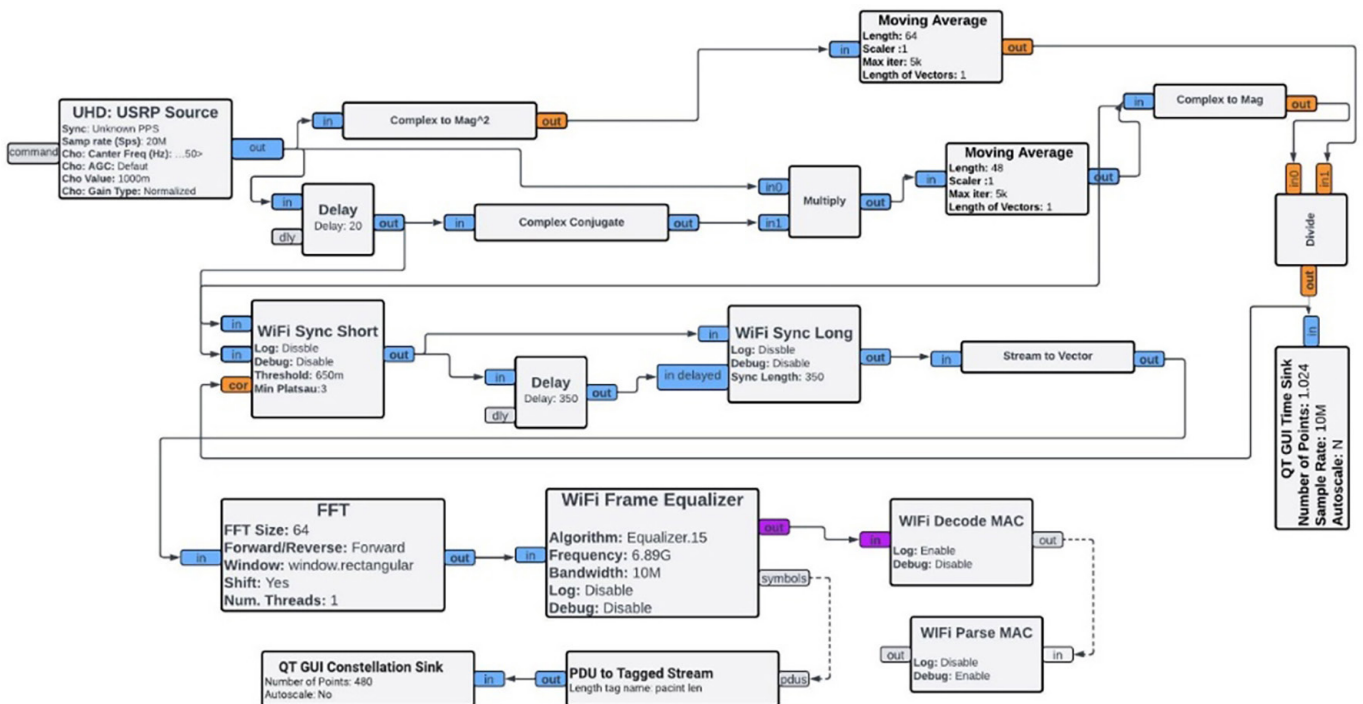 Moving Average
Length: 64
Scaler :1
Max iter: 5k
Length of Vectors: 1
in
out
UHD: USRP Source
Sync: Unknown PPS
Samp rate (Sps): 20M
Cho: Canter Freq (Hz): ...50>
Cho: AGC: Defaut
Cho Value: 1000m
Cho: Gain Type: Normalized
command
out
in
Complex to Mag^2
out
in
Complex to Mag
out
Moving Average
Length: 48
Scaler :1
Max iter: 5k
Length of Vectors: 1
in
out
in
Delay
Delay: 20
dly
out
in
Complex Conjugate
out
in0
in1
Multiply
out
in0
in1
Divide
out
in
WiFi Sync Short
Log: Dissble
Debug: Disable
Threshold: 650m
Min Platsau:3
in
in
cor
out
in
Delay
Delay: 350
dly
out
in
in delayed
WiFi Sync Long
Log: Dissble
Debug: Disable
Sync Length: 350
out
in
Stream to Vector
out
QT GUI Time Sink
Number of Points: 1.024
Sample Rate: 10M
Autoscale: N
FFT
FFT Size: 64
Forward/Reverse: Forward
Window: window.rectangular
Shift: Yes
Num. Threads: 1
in
out
in
WiFi Frame Equalizer
Algorithm: Equalizer.15
Frequency: 6.89G
Bandwidth: 10M
Log: Disable
Debug: Disable
out
symbols
in
WIFi Decode MAC
Log: Enable
Debug: Disable
out
WIFi Parse MAC
Log: Disable
Debug: Enable
out
in
QT GUI Constellation Sink
Number of Points: 480
Autoscale: No
in
out
PDU to Tagged Stream
Length tag name: pacint len
pdus